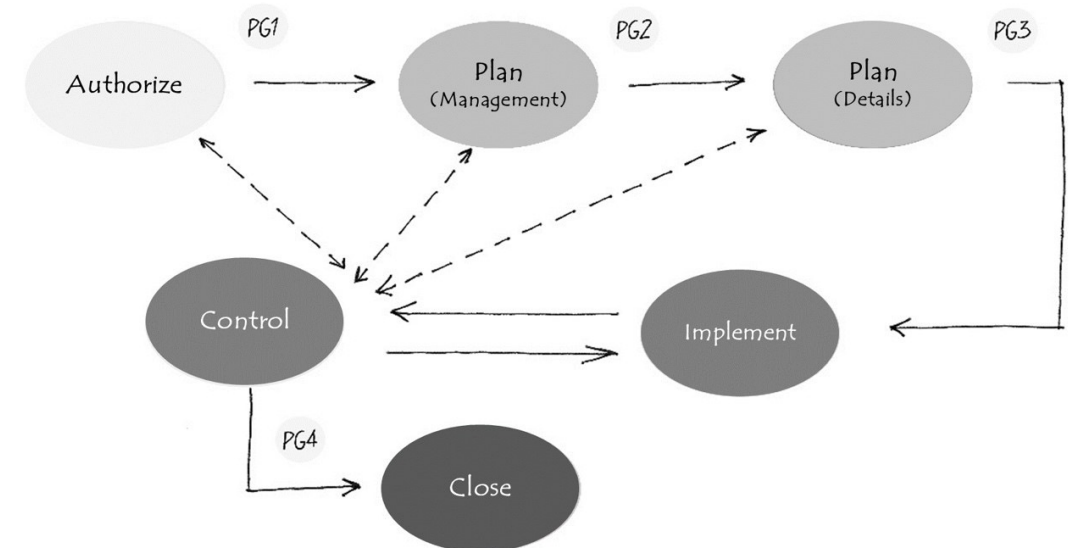 PG1
PG2
PG3
Authorize
Plan
(Management)
Plan
(Details)
Control
Implement
PG4
Close